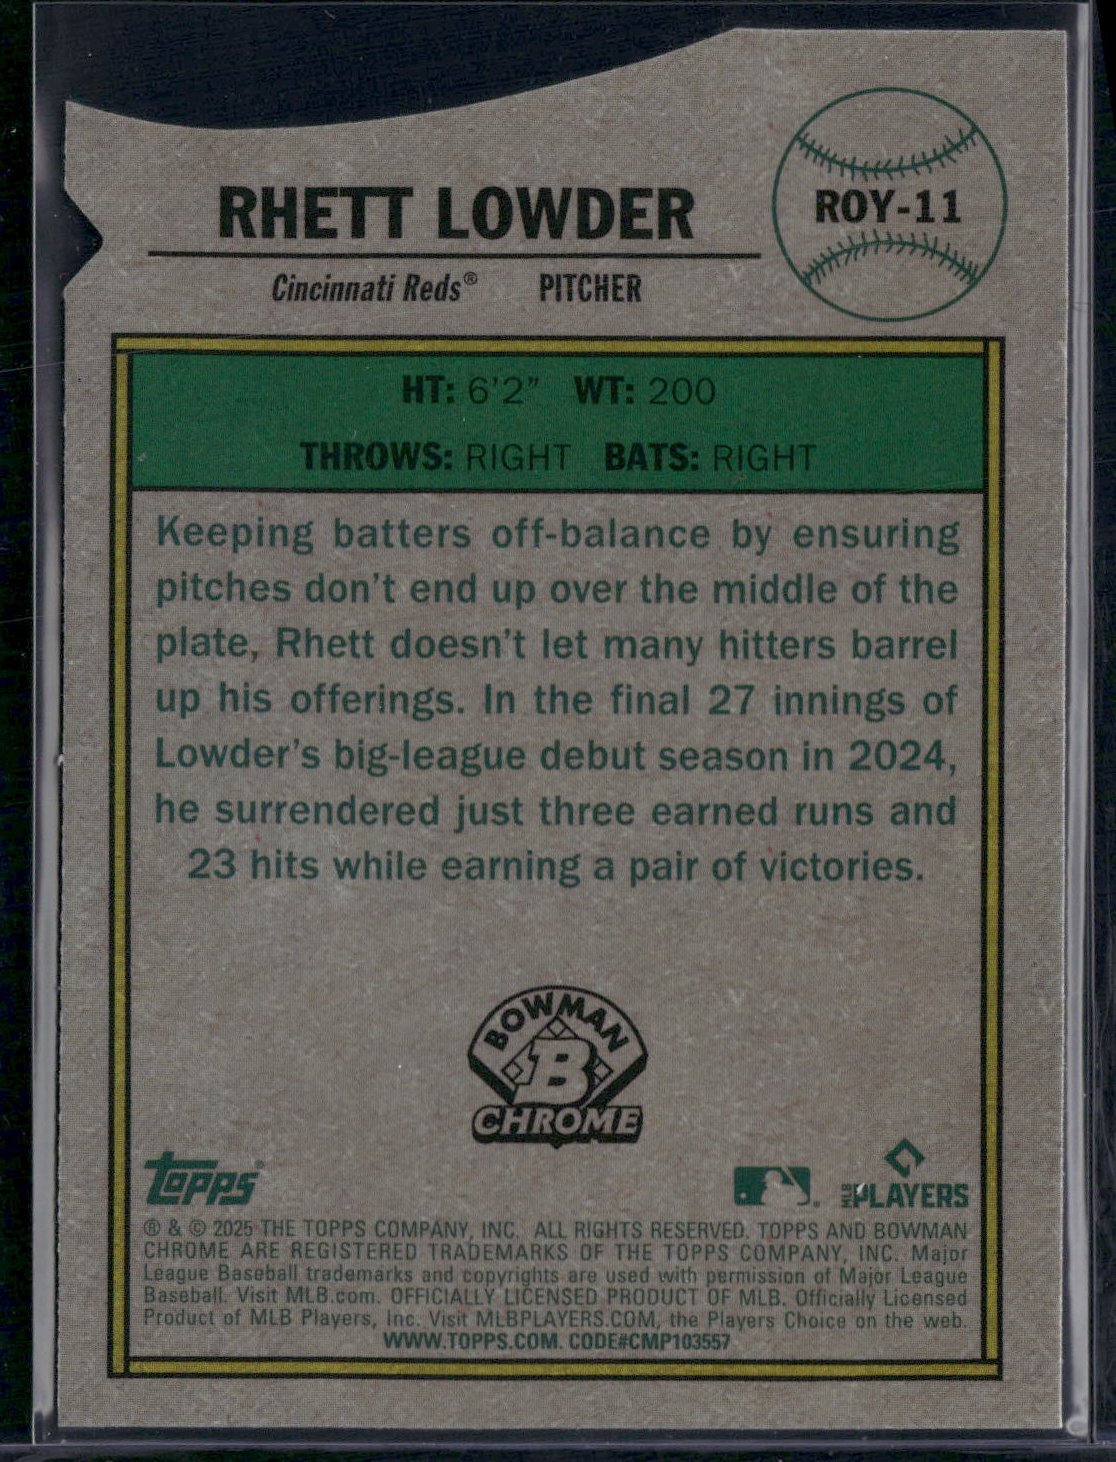 RHETT LOWDER
ROY-11
Cincinnati Reds® PITCHER
HT: 6'2" WT: 200
THROWS: RIGHT BATS: RIGHT
Keeping batters off-balance by ensuring
pitches don't end up over the middle of the
plate, Rhett doesn't let many hitters barrel
up his offerings. In the final 27 innings of
Lowder's big-league debut season in 2024,
he surrendered just three earned runs and
23 hits while earning a pair of victories.
BOWMAN
B
CHROME
topps®
MLB PLAYERS
® & © 2025 THE TOPPS COMPANY, INC. ALL RIGHTS RESERVED. TOPPS AND BOWMAN
CHROME ARE REGISTERED TRADEMARKS OF THE TOPPS COMPANY, INC. Major
League Baseball trademarks and copyrights are used with permission of Major League
Baseball. Visit MLB.com. OFFICIALLY LICENSED PRODUCT OF MLB. Officially Licensed
Product of MLB Players, Inc. Visit MLBPLAYERS.COM, the Players Choice on the web.
WWW.TOPPS.COM. CODE#CMP103557